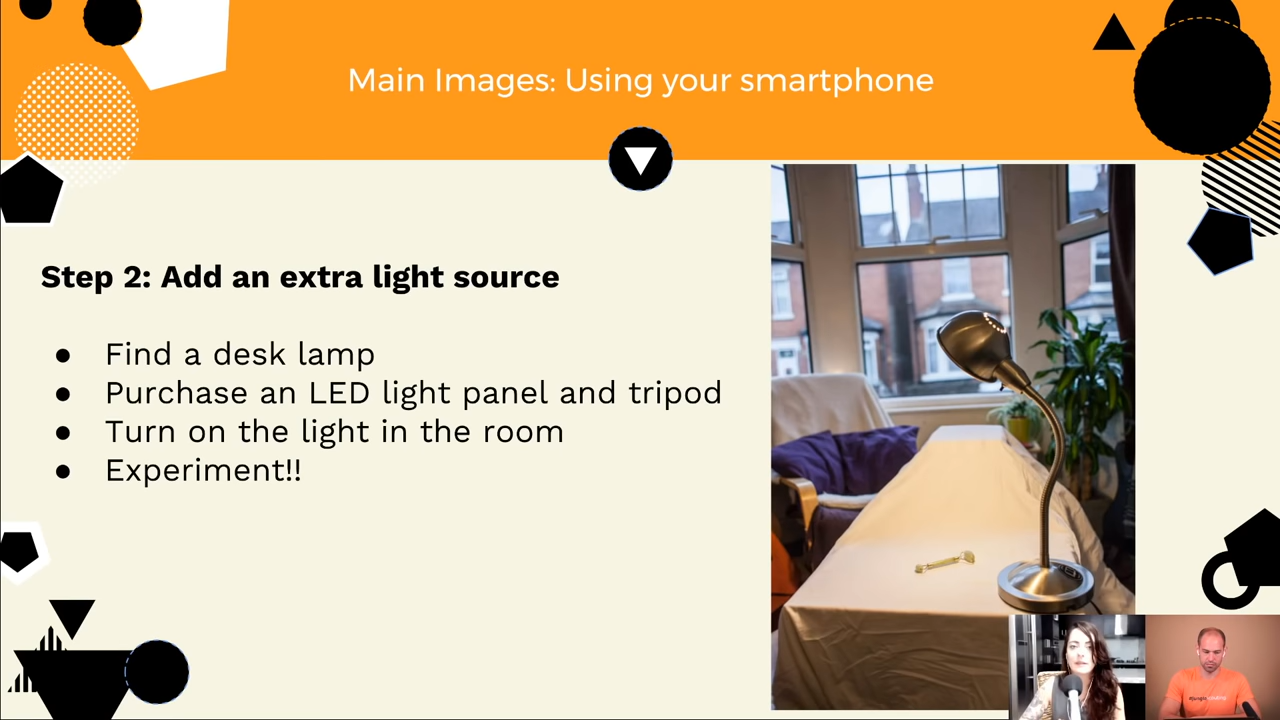 Main Images: Using your smartphone
Step 2: Add an extra light source
● Find a desk lamp
● Purchase an LED light panel and tripod
● Turn on the light in the room
● Experiment!!